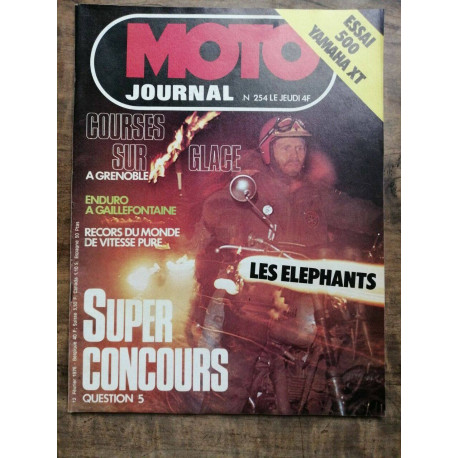 MOTO
JOURNAL
N 254 LE JEUDI 4F
ESSAI
500
YAMAHA XT
COURSES
SUR GLACE
A GRENOBLE
ENDURO
A GAILLEFONTAINE
RECORS DU MONDE
DE VITESSE PURE...
LES ELEPHANTS
SUPER
CONCOURS
QUESTION 5